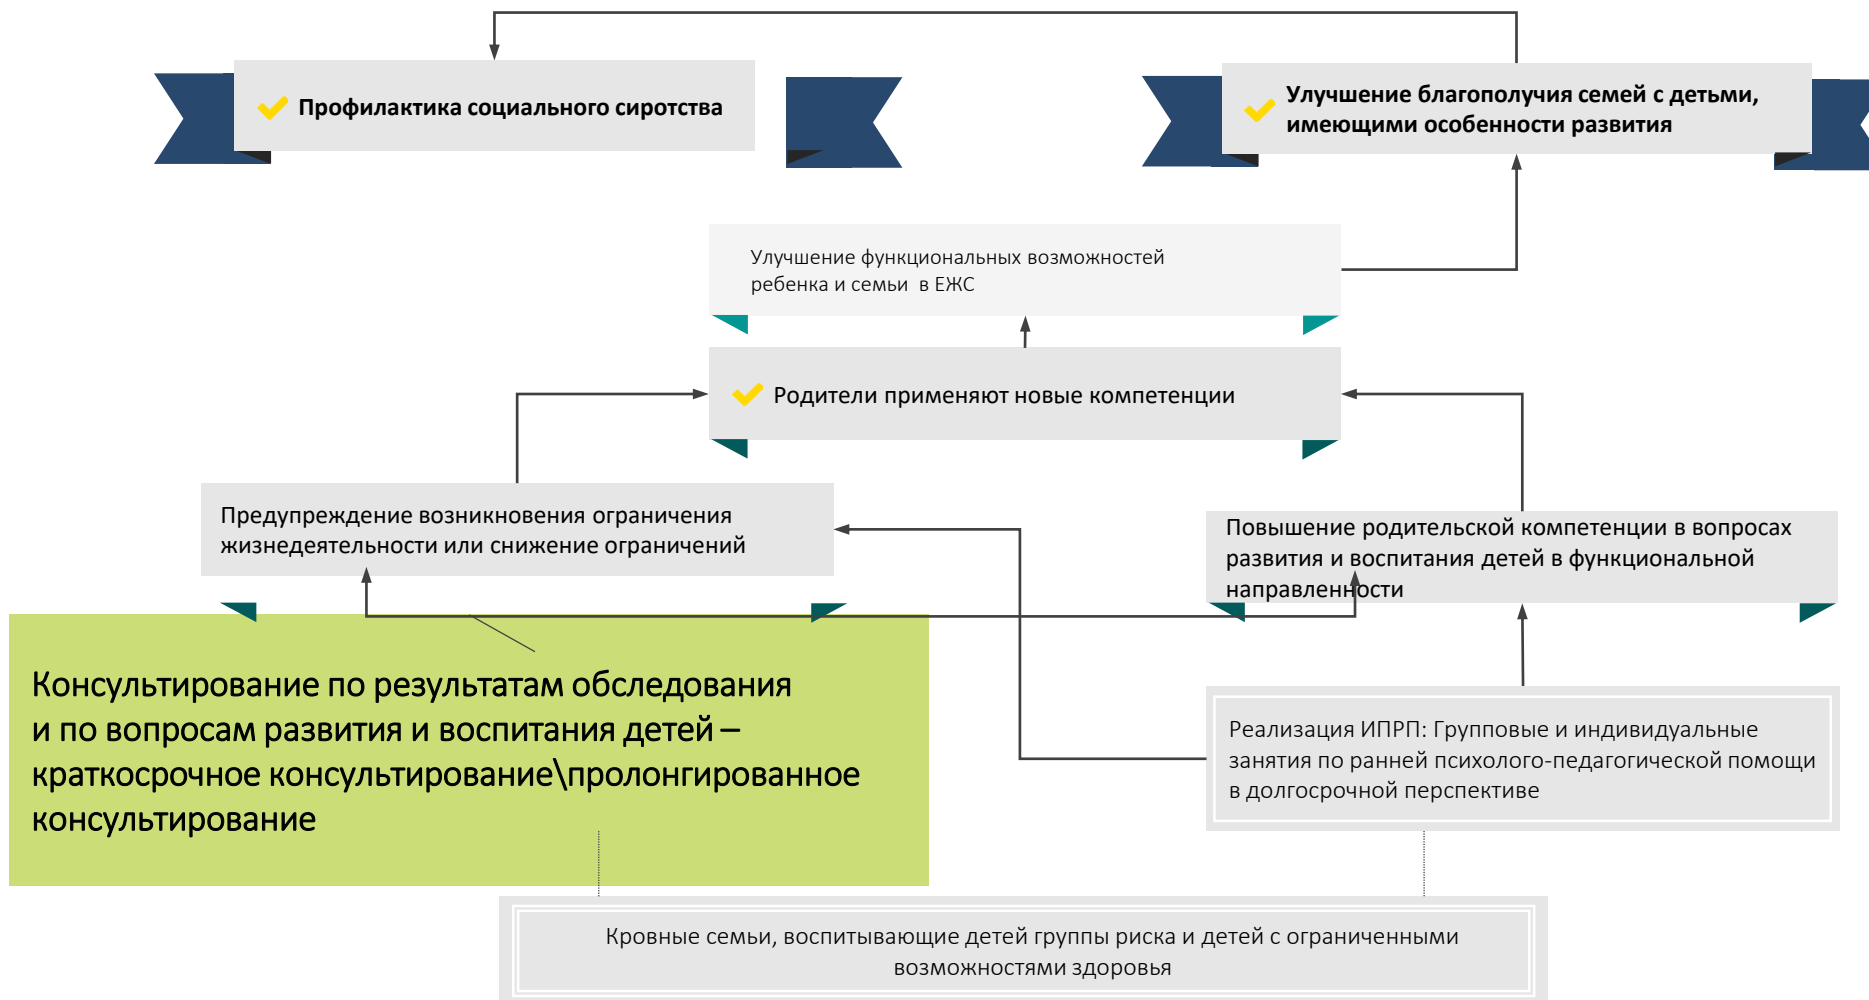 Профилактика социального сиротства
Улучшение благополучия семей с детьми,
имеющими особенности развития
Улучшение функциональных возможностей
ребенка и семьи в ЕЖС
Родители применяют новые компетенции
Предупреждение возникновения ограничения
жизнедеятельности или снижение ограничений
Повышение родительской компетенции в вопросах
развития и воспитания детей в функциональной
направленности
Консультирование по результатам обследования
и по вопросам развития и воспитания детей –
краткосрочное консультирование\пролонгированное
консультирование
Реализация ИПРП: Групповые и индивидуальные
занятия по ранней психолого-педагогической помощи
в долгосрочной перспективе
Кровные семьи, воспитывающие детей группы риска и детей с ограниченными
возможностями здоровья